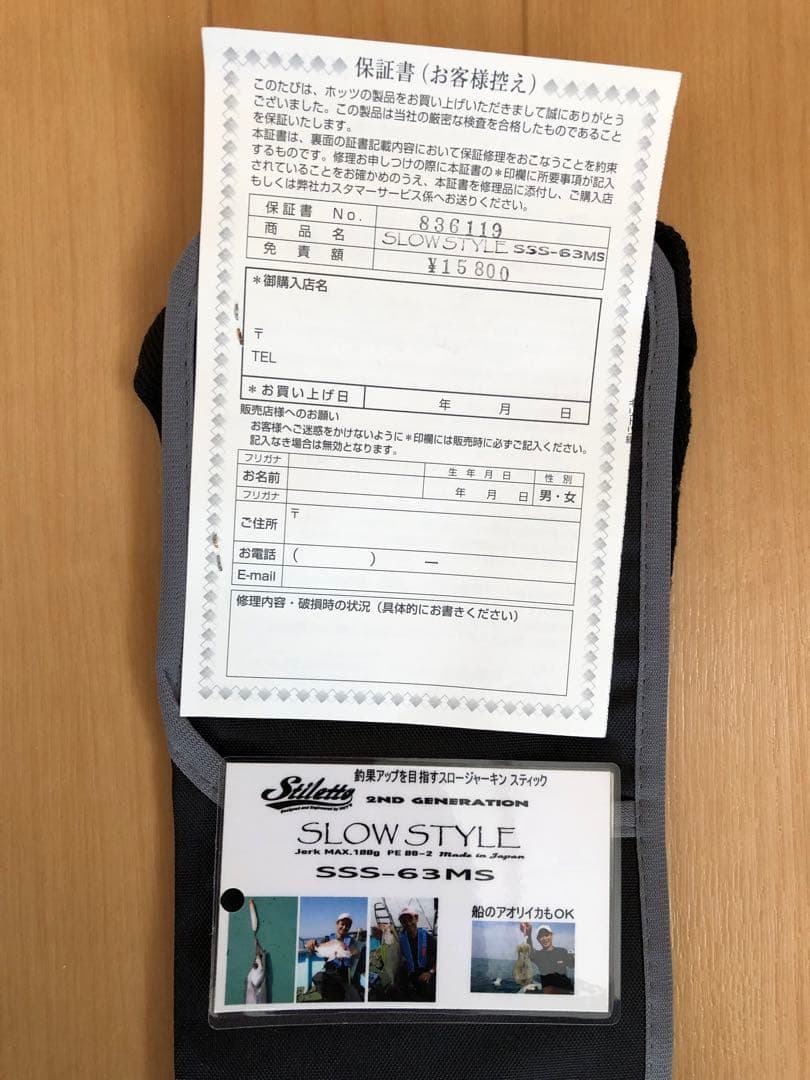 保証書(お客様控え)
このたびは、ホッツの製品をお買い上げいただきまして誠にありがとう
ございました。この製品は当社の厳密な検査を合格したものであること
を保証いたします。
本証書は、裏面の証書記載内容において保証修理をおこなうことを約束
するものです。修理お申しつけの際に本証書の＊印欄に所要事項が記入
されていることをお確かめのうえ、本証書を修理品に添付し、ご購入店
もしくは弊社カスタマーサービス係へお送りください。
保証書 No. 836119
商品名 SLOW STYLE SSS-63MS
免責額 ¥15800
＊御購入店名
〒
TEL
＊お買い上げ日 年 月 日
販売店様へのお願い
お客様へご迷惑をかけないように＊印欄には販売時に必ずご記入ください。
記入なき場合は無効となります。
フリガナ 生年月日 性別
お名前 年 月 日 男・女
フリガナ
ご住所 〒
お電話 ( ) ―
E-mail
修理内容・破損時の状況(具体的にお書きください)
釣果アップを目指すスロージャーキン スティック
Stiletto 2ND GENERATION
SLOW STYLE
Jerk MAX.180g PE 08-2 Made in Japan
SSS-63MS
船のアオリイカもOK